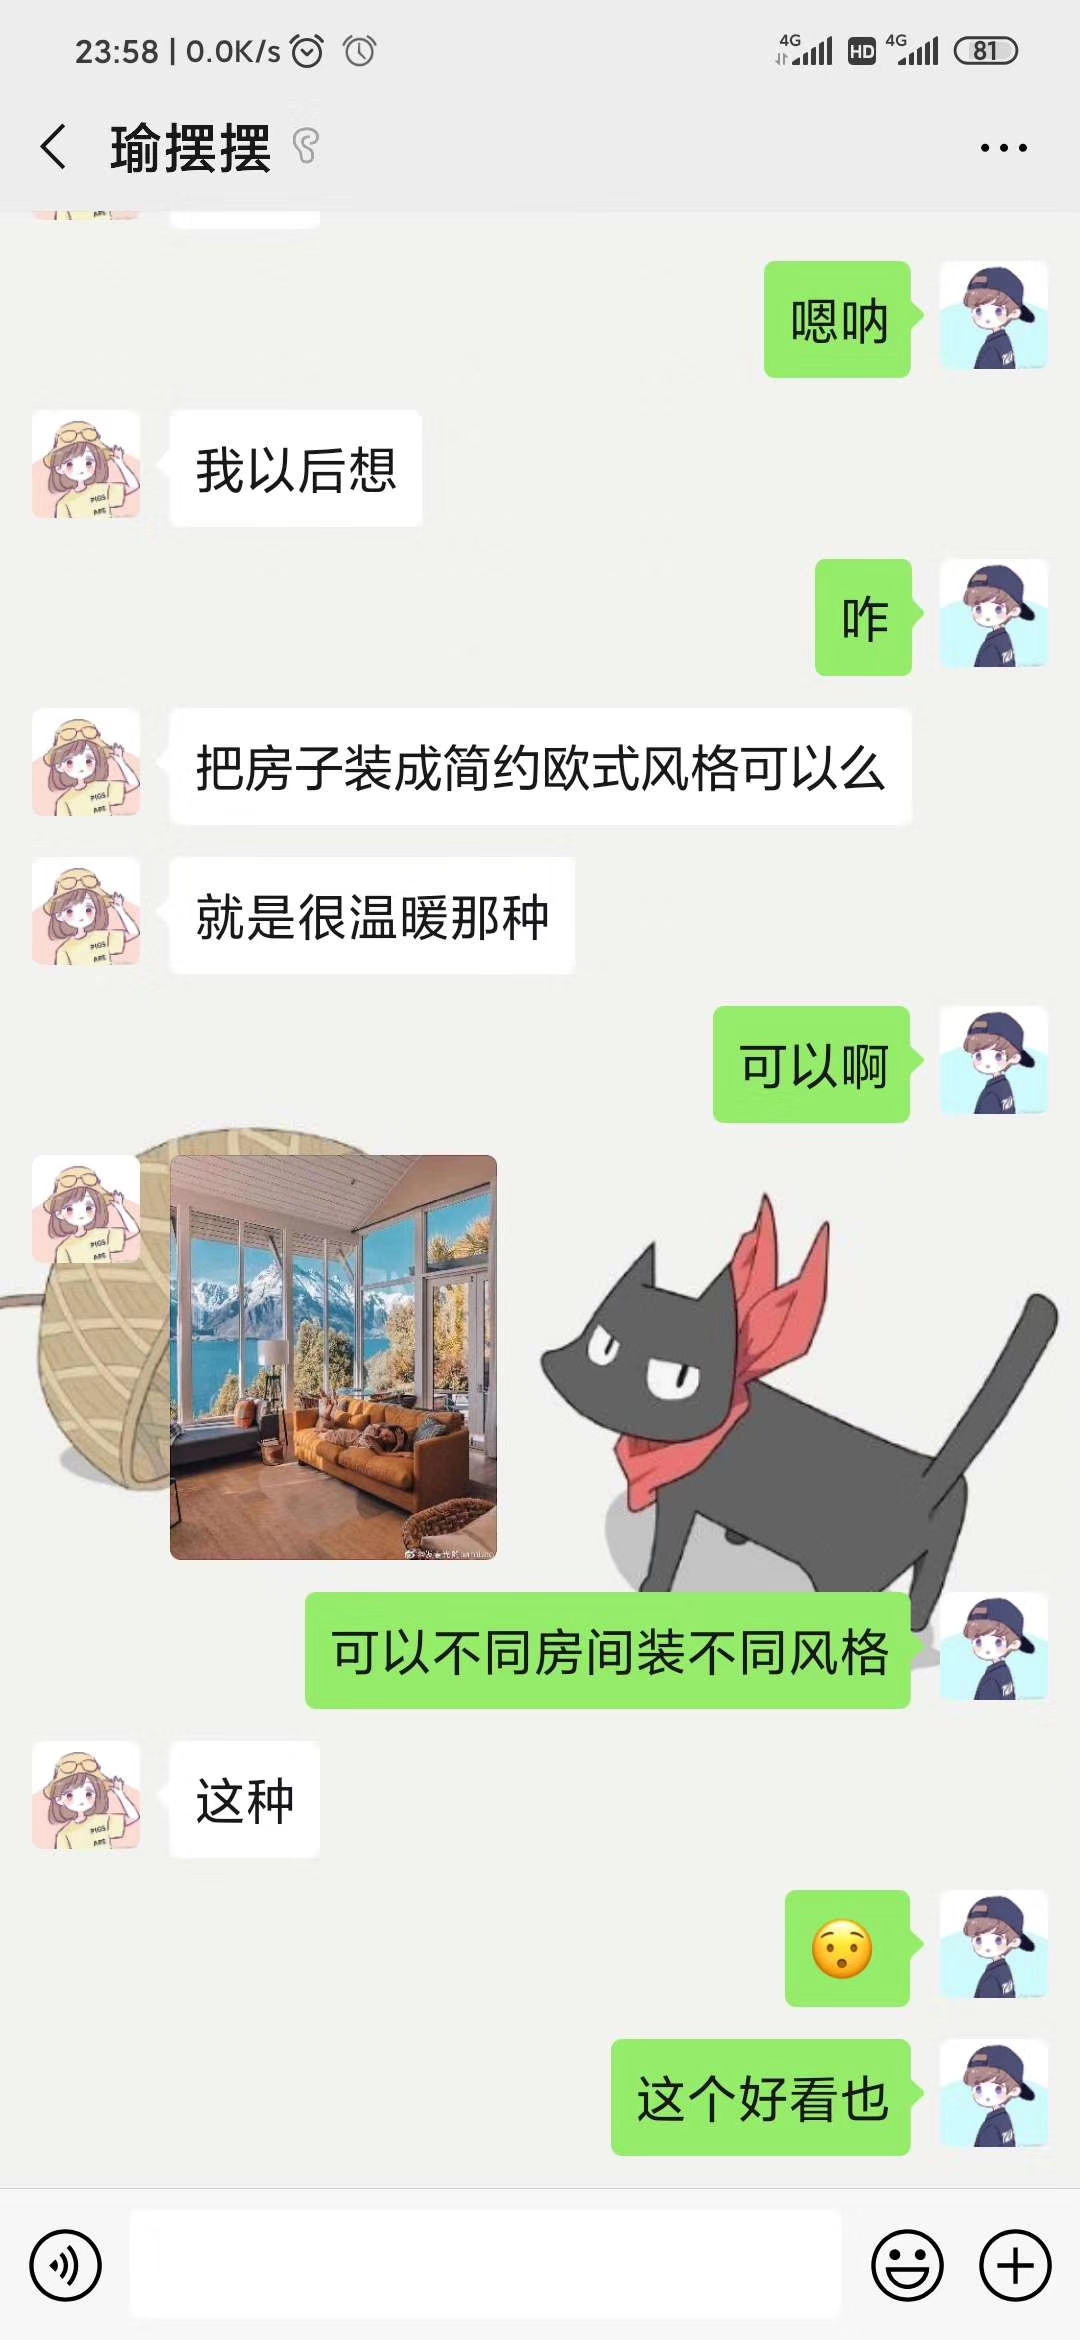 23:58 | 0.0K/s
4G
HD
4G
81
瑜摆摆
嗯呐
我以后想
咋
把房子装成简约欧式风格可以么
就是很温暖那种
可以啊
可以不同房间装不同风格
这种
这个好看也